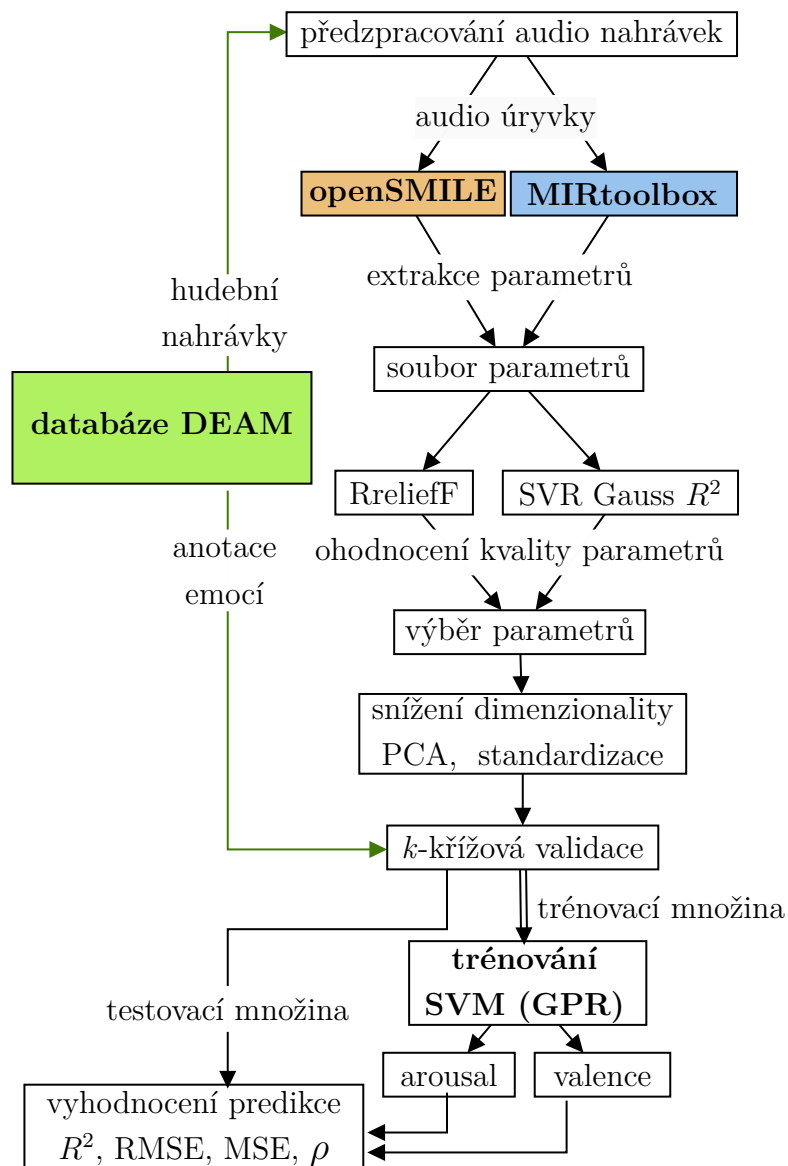 předzpracování audio nahrávek
audio úryvky
openSMILE
MIRtoolbox
extrakce parametrů
hudební
nahrávky
soubor parametrů
databáze DEAM
RreliefF
SVR Gauss R²
anotace
emocí
ohodnocení kvality parametrů
výběr parametrů
snížení dimenzionality
PCA, standardizace
k-křížová validace
trénovací množina
trénování
SVM (GPR)
testovací množina
arousal
valence
vyhodnocení predikce
R², RMSE, MSE, ρ